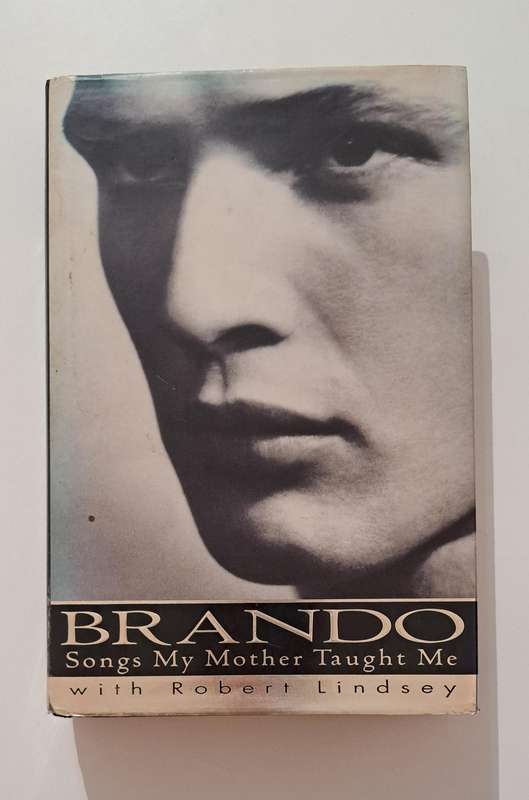 BRANDO
Songs My Mother Taught Me
with Robert Lindsey